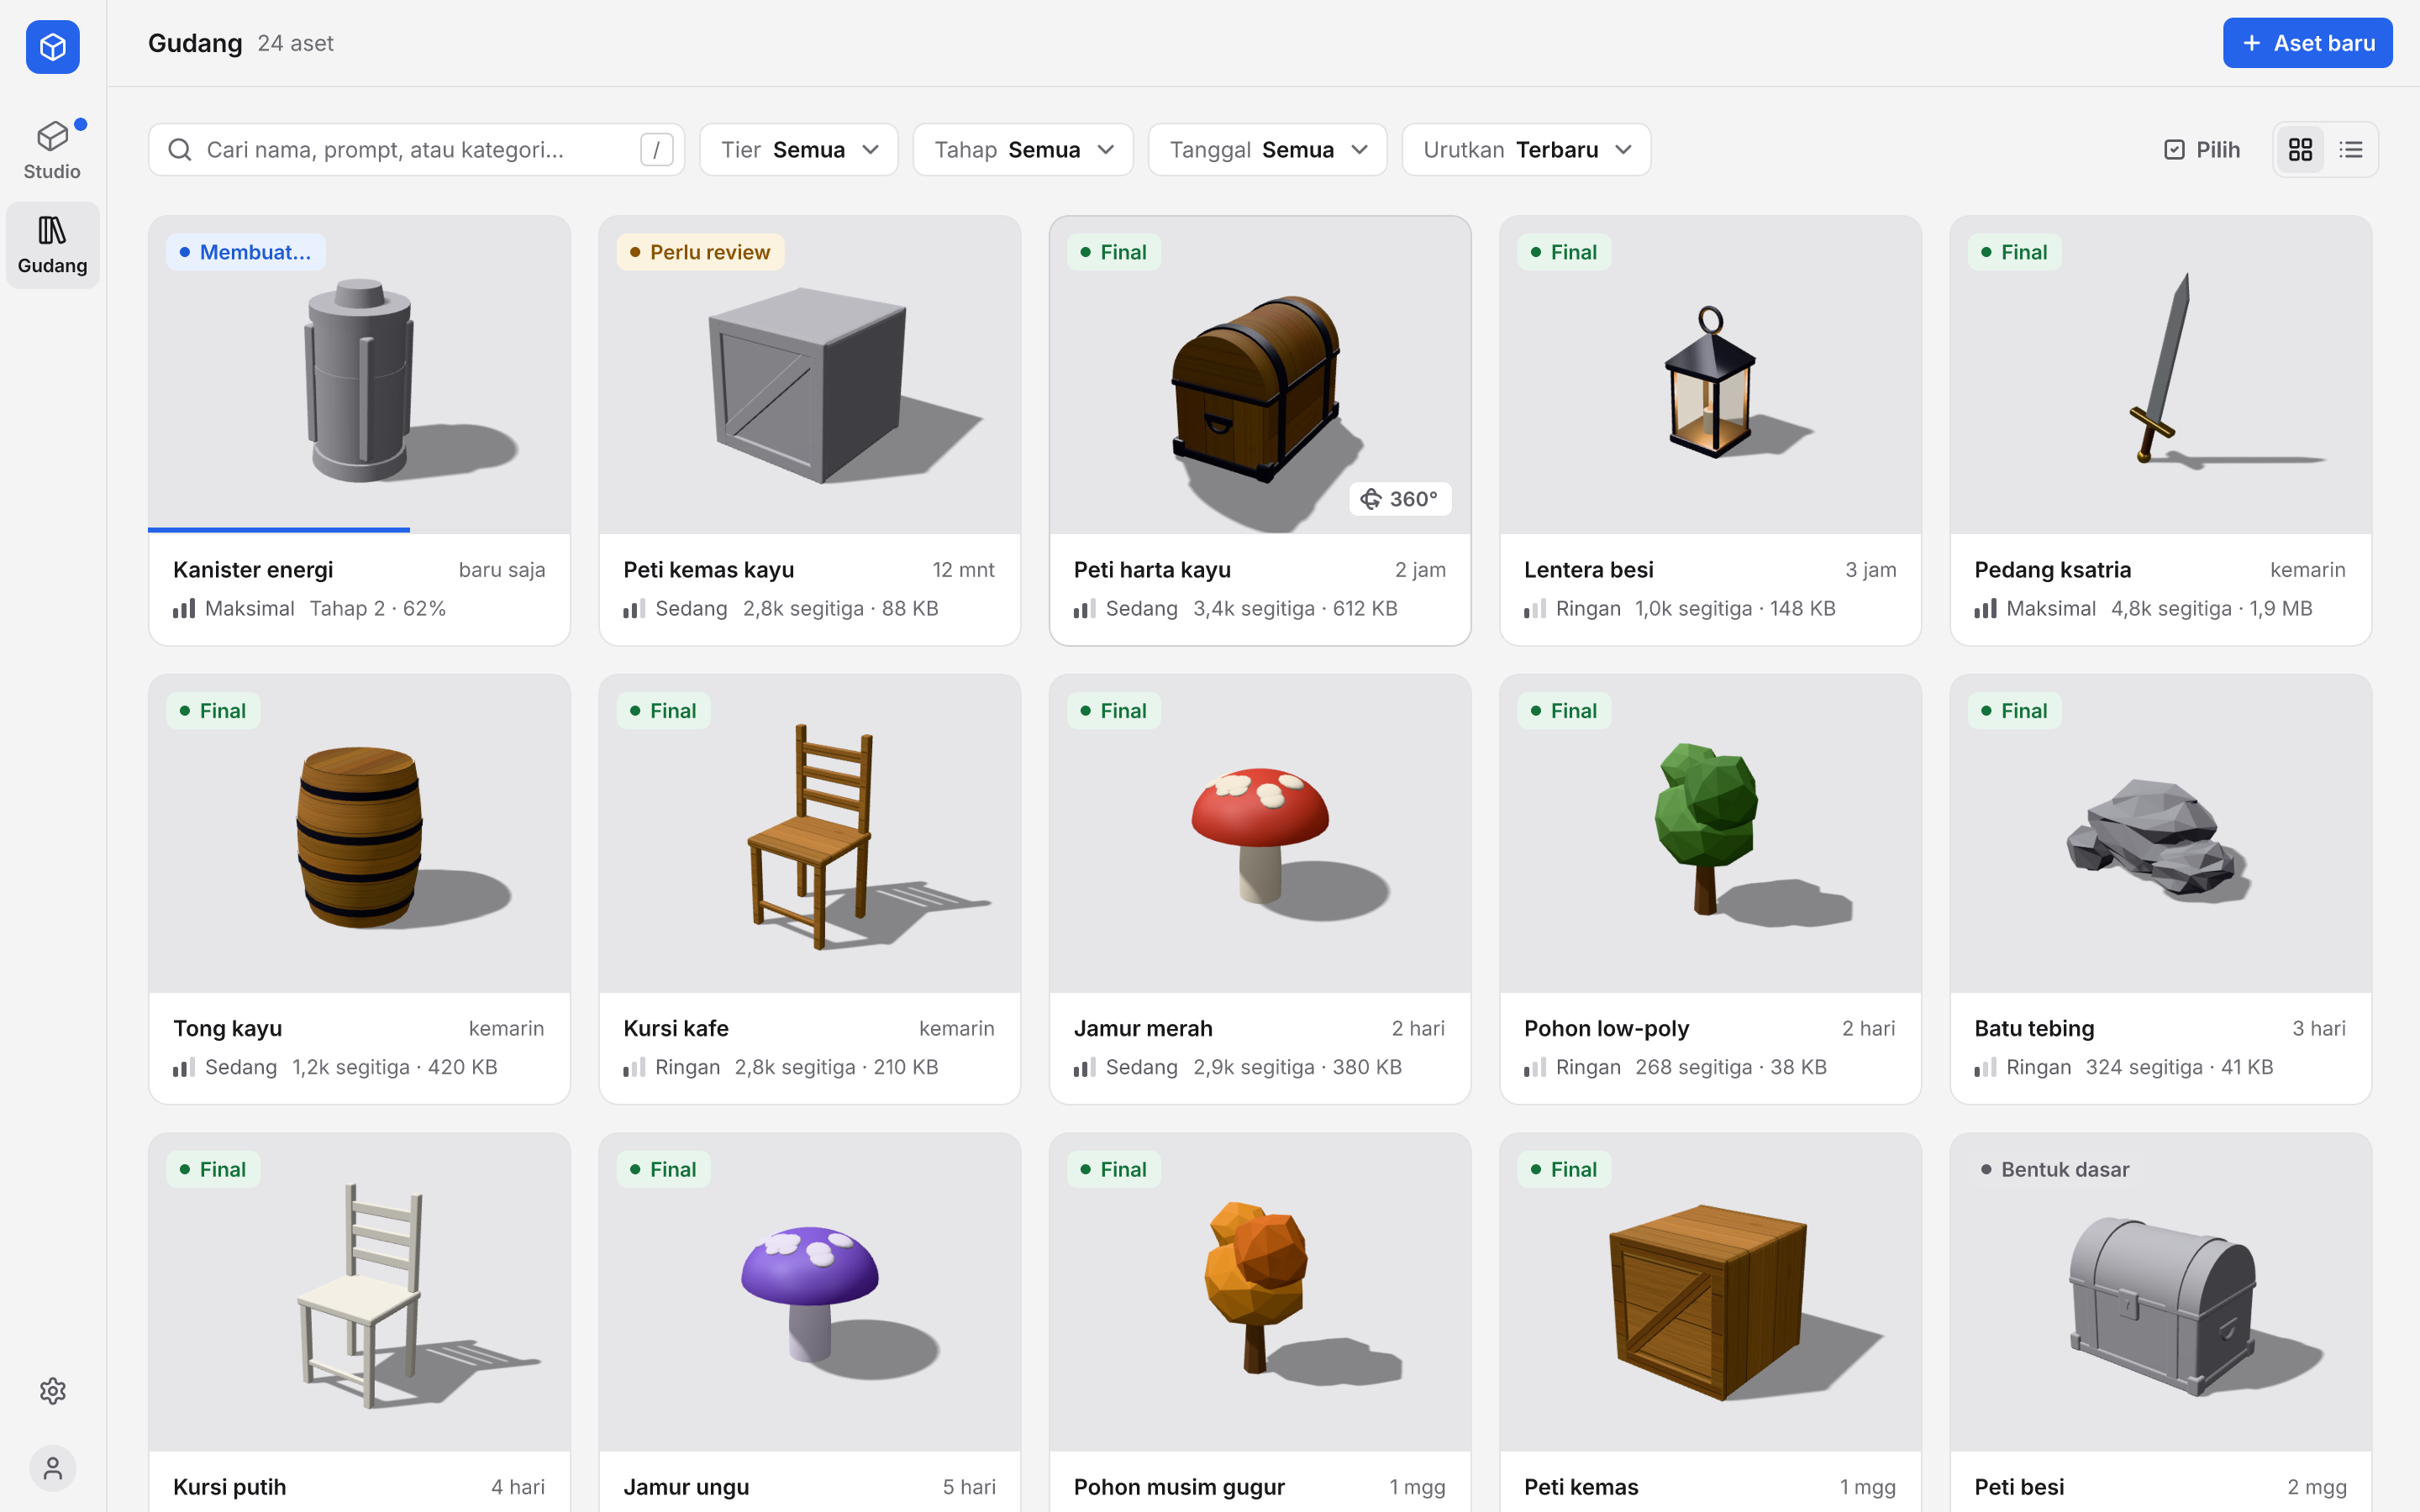 Gudang 24 aset
+ Aset baru
Studio
Gudang
Cari nama, prompt, atau kategori... /
Tier Semua
Tahap Semua
Tanggal Semua
Urutkan Terbaru
Pilih
Membuat...
Perlu review
Final
Final
Final
360°
Kanister energi baru saja
Maksimal Tahap 2 · 62%
Peti kemas kayu 12 mnt
Sedang 2,8k segitiga · 88 KB
Peti harta kayu 2 jam
Sedang 3,4k segitiga · 612 KB
Lentera besi 3 jam
Ringan 1,0k segitiga · 148 KB
Pedang ksatria kemarin
Maksimal 4,8k segitiga · 1,9 MB
Final
Final
Final
Final
Final
Tong kayu kemarin
Sedang 1,2k segitiga · 420 KB
Kursi kafe kemarin
Ringan 2,8k segitiga · 210 KB
Jamur merah 2 hari
Sedang 2,9k segitiga · 380 KB
Pohon low-poly 2 hari
Ringan 268 segitiga · 38 KB
Batu tebing 3 hari
Ringan 324 segitiga · 41 KB
Final
Final
Final
Final
Bentuk dasar
Kursi putih 4 hari
Jamur ungu 5 hari
Pohon musim gugur 1 mgg
Peti kemas 1 mgg
Peti besi 2 mgg